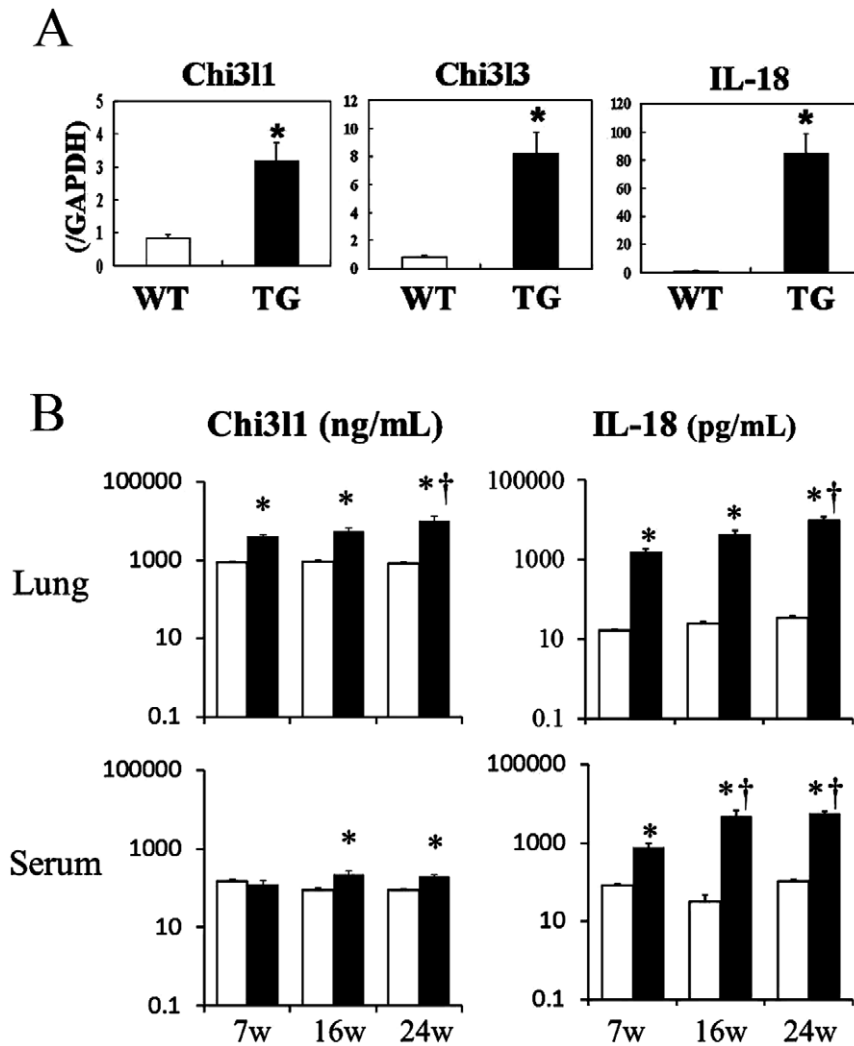 A
Chi3l1 Chi3l3 IL-18
(/GAPDH)
5
4
3
2
1
0
12
10
8
6
4
2
0
120
100
80
60
40
20
0
* * *
WT TG WT TG WT TG
B
Chi3l1 (ng/mL) IL-18 (pg/mL)
Lung
100000
1000
10
0.1
* * *†
100000
1000
10
0.1
* * *†
Serum
100000
1000
10
0.1
* *
100000
1000
10
0.1
* *† *†
7w 16w 24w 7w 16w 24w